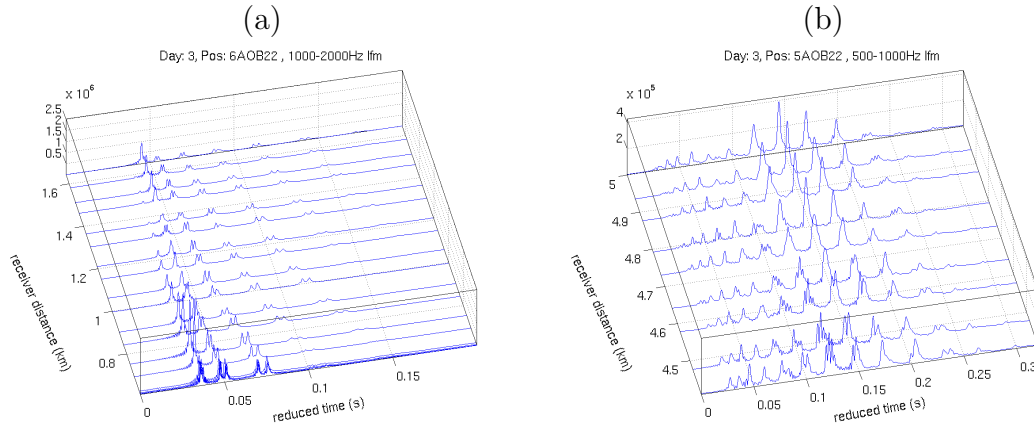 (a)
(b)
Day: 3, Pos: 6AOB22 , 1000-2000Hz lfm
x 10^6
2.5
2
1.5
1
0.5
1.6
1.4
1.2
1
0.8
receiver distance (km)
0
0.05
0.1
0.15
reduced time (s)
Day: 3, Pos: 5AOB22 , 500-1000Hz lfm
x 10^5
4
2
5
4.9
4.8
4.7
4.6
4.5
receiver distance (km)
0
0.05
0.1
0.15
0.2
0.25
0.3
reduced time (s)